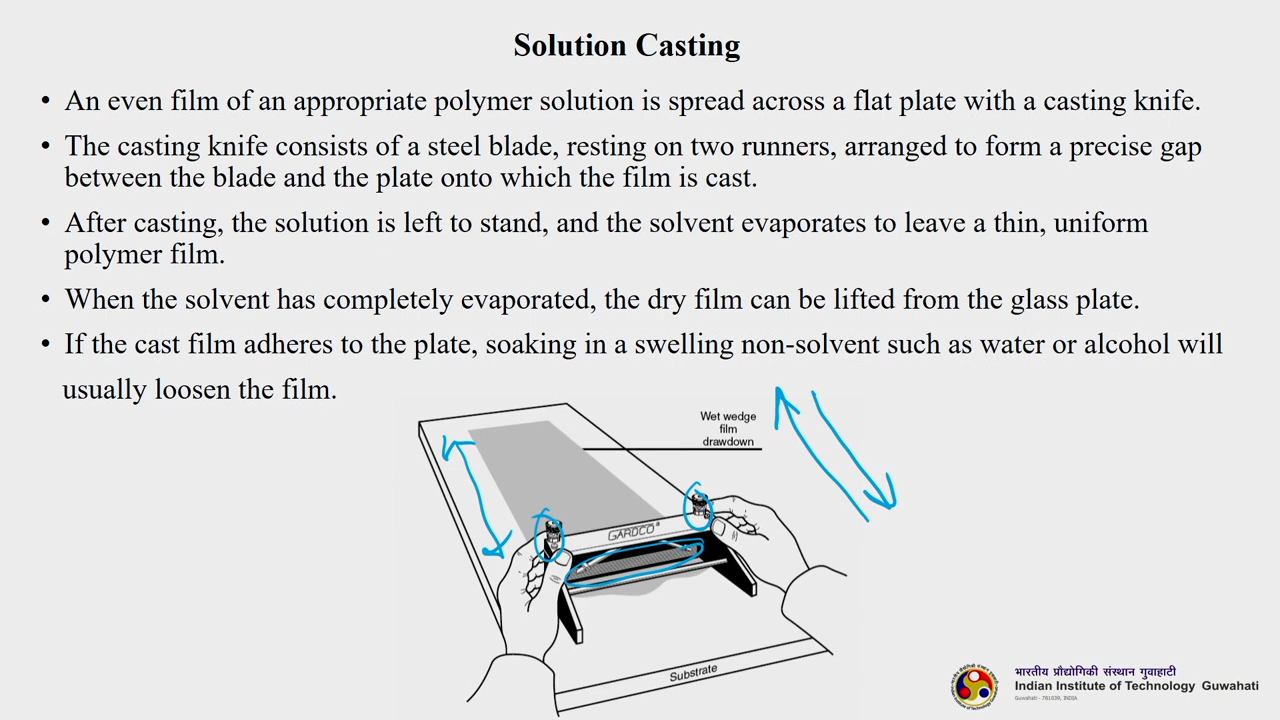 Solution Casting
• An even film of an appropriate polymer solution is spread across a flat plate with a casting knife.
• The casting knife consists of a steel blade, resting on two runners, arranged to form a precise gap
between the blade and the plate onto which the film is cast.
• After casting, the solution is left to stand, and the solvent evaporates to leave a thin, uniform
polymer film.
• When the solvent has completely evaporated, the dry film can be lifted from the glass plate.
• If the cast film adheres to the plate, soaking in a swelling non-solvent such as water or alcohol will
usually loosen the film.
Wet wedge
film
drawdown
GARDCO
Substrate
भारतीय प्रौद्योगिकी संस्थान गुवाहाटी
Indian Institute of Technology Guwahati
Guwahati - 781039, INDIA